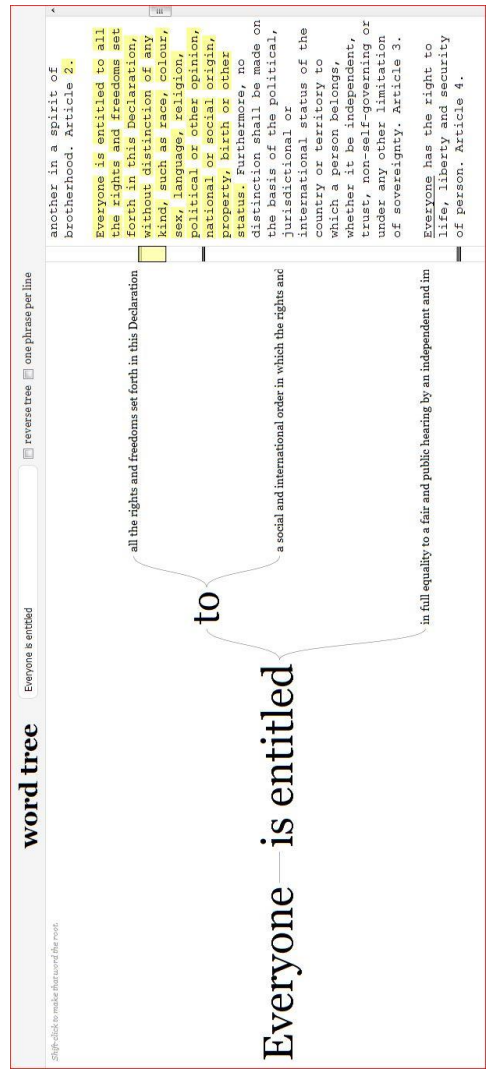 word tree
Everyone is entitled
reverse tree
one phrase per line
Shift-click to make that word the root.
Everyone
is entitled
to
all the rights and freedoms set forth in this Declaration
a social and international order in which the rights and
in full equality to a fair and public hearing by an independent and im
another in a spirit of
brotherhood. Article 2.
Everyone is entitled to all
the rights and freedoms set
forth in this Declaration,
without distinction of any
kind, such as race, colour,
sex, language, religion,
political or other opinion,
national or social origin,
property, birth or other
status. Furthermore, no
distinction shall be made on
the basis of the political,
jurisdictional or
international status of the
country or territory to
which a person belongs,
whether it be independent,
trust, non-self-governing or
under any other limitation
of sovereignty. Article 3.
Everyone has the right to
life, liberty and security
of person. Article 4.